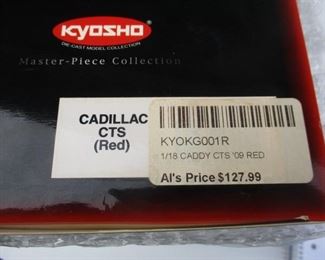 KYOSHO
DIE-CAST MODEL COLLECTION
Master-Piece Collection
CADILLAC
CTS
(Red)
KYOKG001R
1/18 CADDY CTS '09 RED
Al's Price $127.99